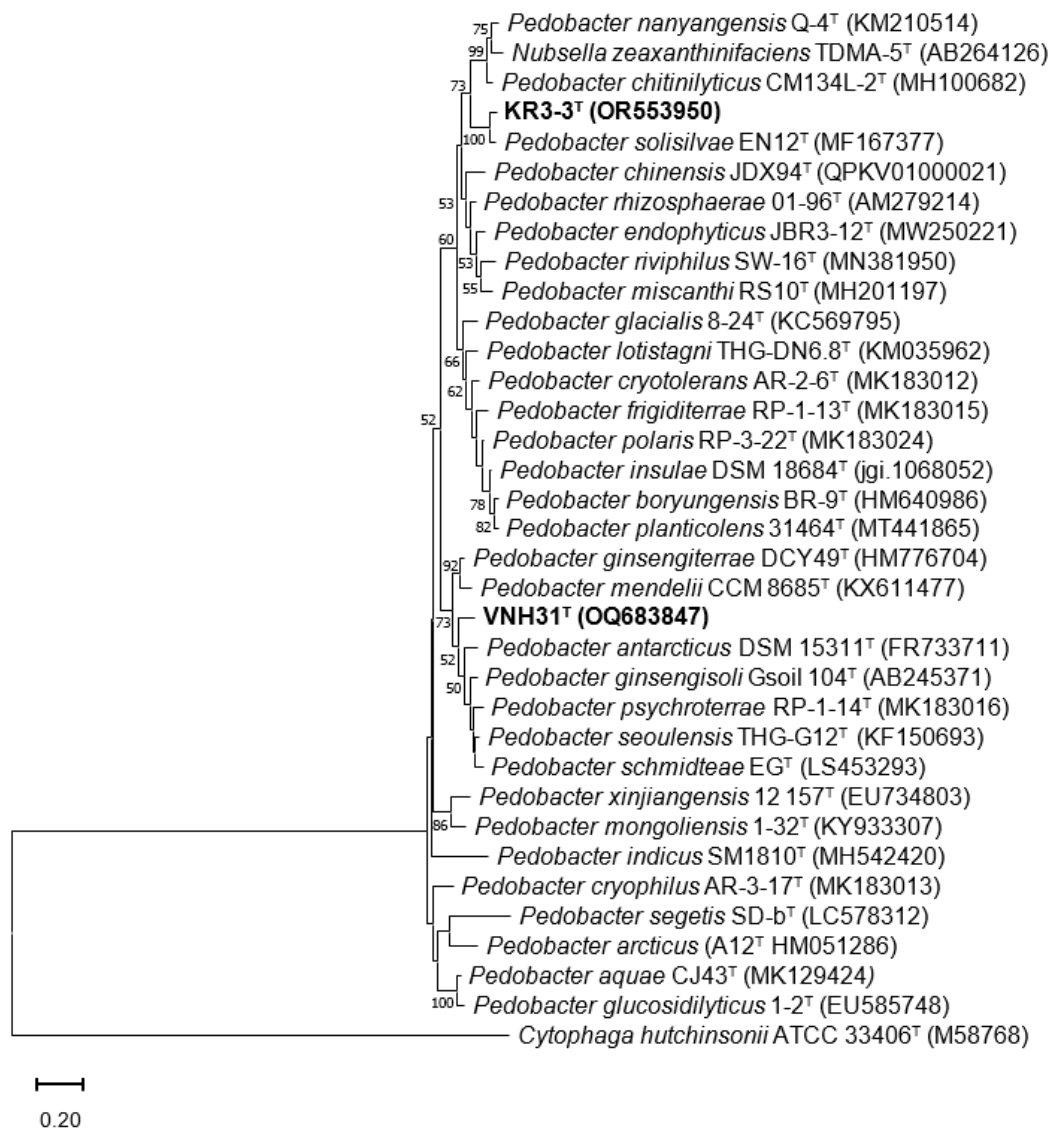 75
Pedobacter nanyangensis Q-4ᵀ (KM210514)
99
Nubsella zeaxanthinifaciens TDMA-5ᵀ (AB264126)
73
Pedobacter chitinilyticus CM134L-2ᵀ (MH100682)
KR3-3ᵀ (OR553950)
100
Pedobacter solisilvae EN12ᵀ (MF167377)
Pedobacter chinensis JDX94ᵀ (QPKV01000021)
53
Pedobacter rhizosphaerae 01-96ᵀ (AM279214)
60
Pedobacter endophyticus JBR3-12ᵀ (MW250221)
53
Pedobacter riviphilus SW-16ᵀ (MN381950)
55
Pedobacter miscanthi RS10ᵀ (MH201197)
Pedobacter glacialis 8-24ᵀ (KC569795)
66
Pedobacter lotistagni THG-DN6.8ᵀ (KM035962)
62
Pedobacter cryotolerans AR-2-6ᵀ (MK183012)
52
Pedobacter frigiditerrae RP-1-13ᵀ (MK183015)
Pedobacter polaris RP-3-22ᵀ (MK183024)
Pedobacter insulae DSM 18684ᵀ (jgi.1068052)
78
Pedobacter boryungensis BR-9ᵀ (HM640986)
82
Pedobacter planticolens 31464ᵀ (MT441865)
92
Pedobacter ginsengiterrae DCY49ᵀ (HM776704)
Pedobacter mendelii CCM 8685ᵀ (KX611477)
73
VNH31ᵀ (OQ683847)
52
Pedobacter antarcticus DSM 15311ᵀ (FR733711)
50
Pedobacter ginsengisoli Gsoil 104ᵀ (AB245371)
Pedobacter psychroterrae RP-1-14ᵀ (MK183016)
Pedobacter seoulensis THG-G12ᵀ (KF150693)
Pedobacter schmidteae EGᵀ (LS453293)
Pedobacter xinjiangensis 12 157ᵀ (EU734803)
86
Pedobacter mongoliensis 1-32ᵀ (KY933307)
Pedobacter indicus SM1810ᵀ (MH542420)
Pedobacter cryophilus AR-3-17ᵀ (MK183013)
Pedobacter segetis SD-bᵀ (LC578312)
Pedobacter arcticus (A12ᵀ HM051286)
Pedobacter aquae CJ43ᵀ (MK129424)
100
Pedobacter glucosidilyticus 1-2ᵀ (EU585748)
Cytophaga hutchinsonii ATCC 33406ᵀ (M58768)
0.20